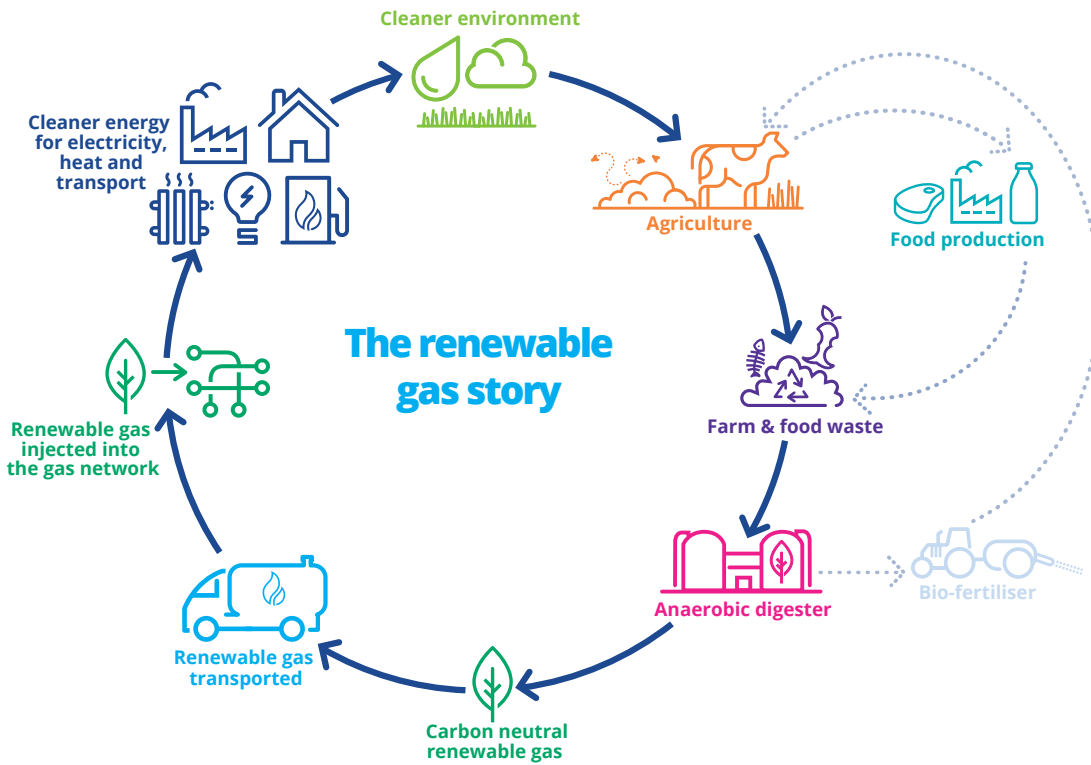 Cleaner environment
Cleaner energy
for electricity,
heat and
transport
Agriculture
Food production
The renewable
gas story
Farm & food waste
Renewable gas
injected into
the gas network
Anaerobic digester
Bio-fertiliser
Renewable gas
transported
Carbon neutral
renewable gas